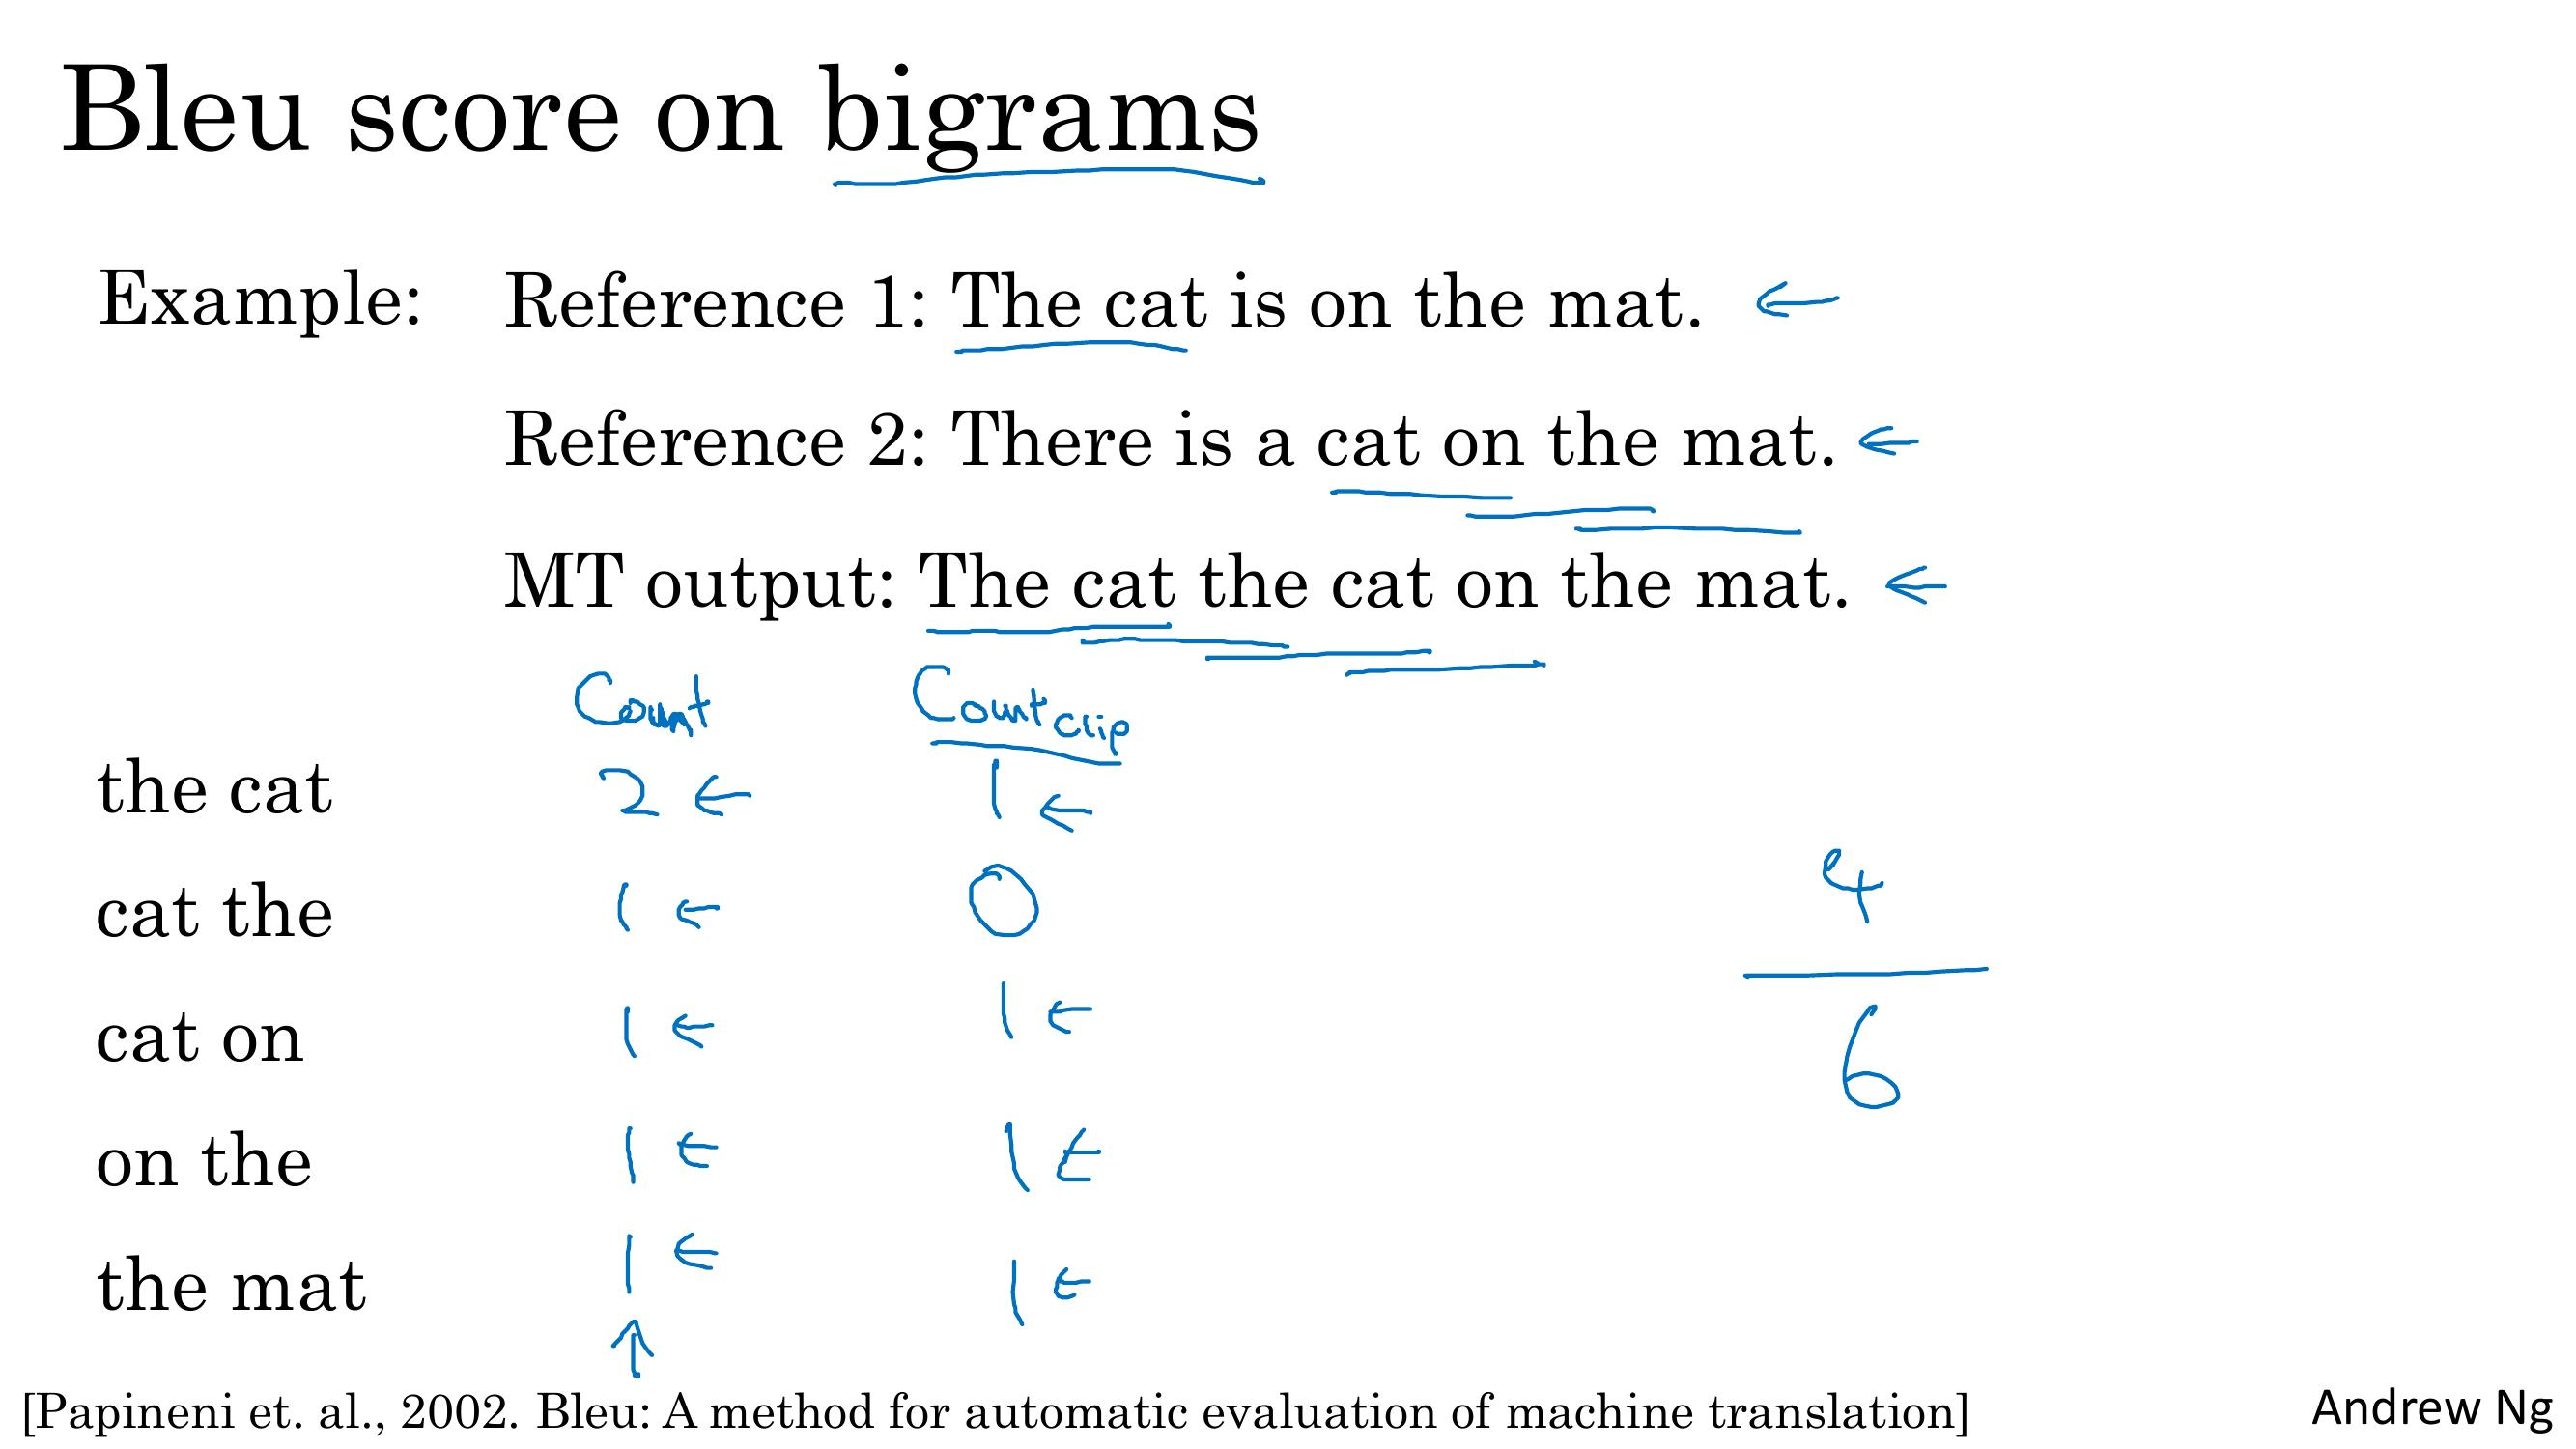 Bleu score on bigrams
Example: Reference 1: The cat is on the mat. ←
Reference 2: There is a cat on the mat. ←
MT output: The cat the cat on the mat. ←
Count Count clip
the cat 2 ← 1 ←
cat the 1 ← 0
cat on 1 ← 1 ←
on the 1 ← 1 ←
the mat 1 ← 1 ←
↑
4
6
[Papineni et. al., 2002. Bleu: A method for automatic evaluation of machine translation] Andrew Ng